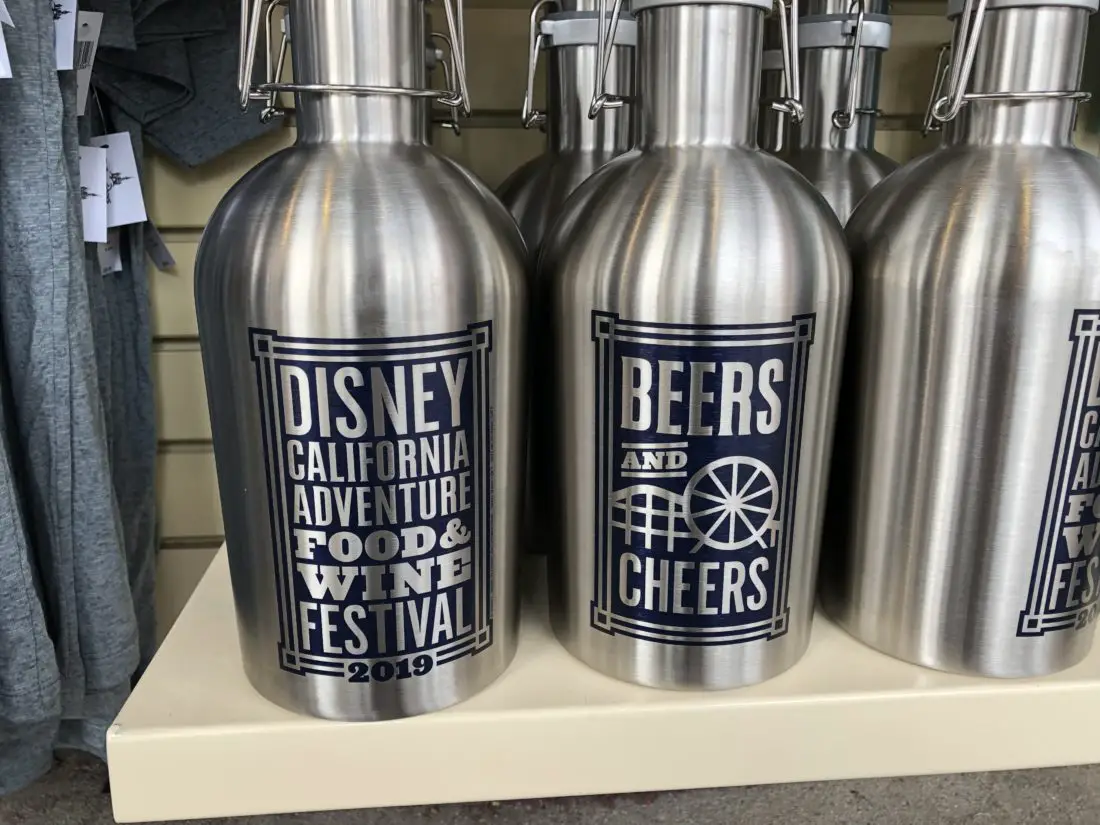 DISNEY
CALIFORNIA
ADVENTURE
FOOD &
WINE
FESTIVAL
2019
BEERS
AND
CHEERS